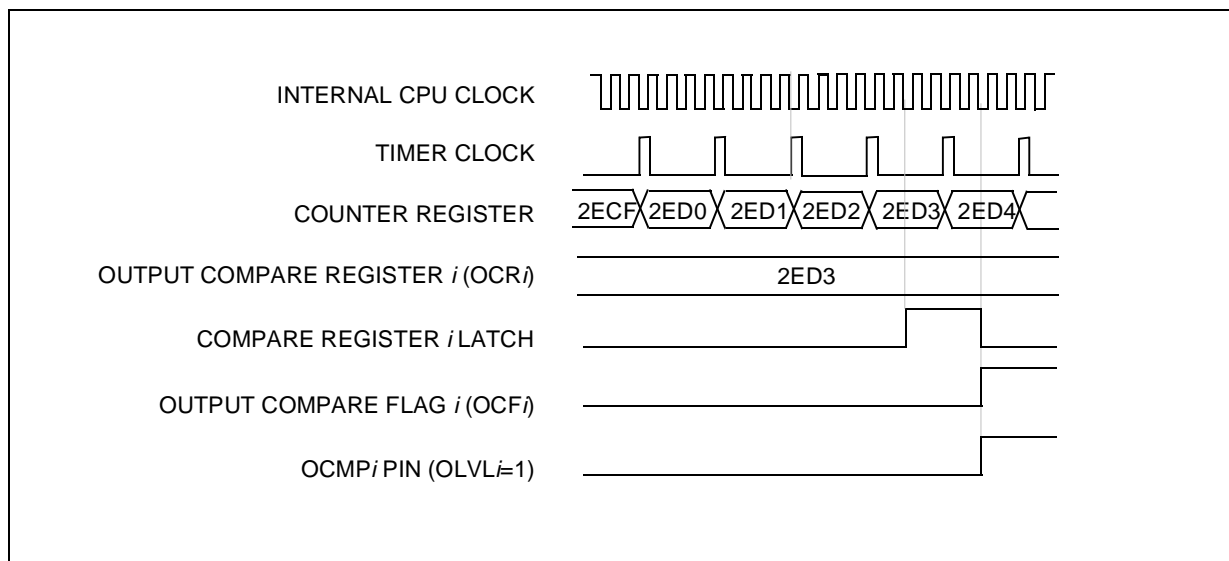 INTERNAL CPU CLOCK
TIMER CLOCK
COUNTER REGISTER 2ECF 2ED0 2ED1 2ED2 2ED3 2ED4
OUTPUT COMPARE REGISTER i (OCRi) 2ED3
COMPARE REGISTER i LATCH
OUTPUT COMPARE FLAG i (OCFi)
OCMPi PIN (OLVLi=1)